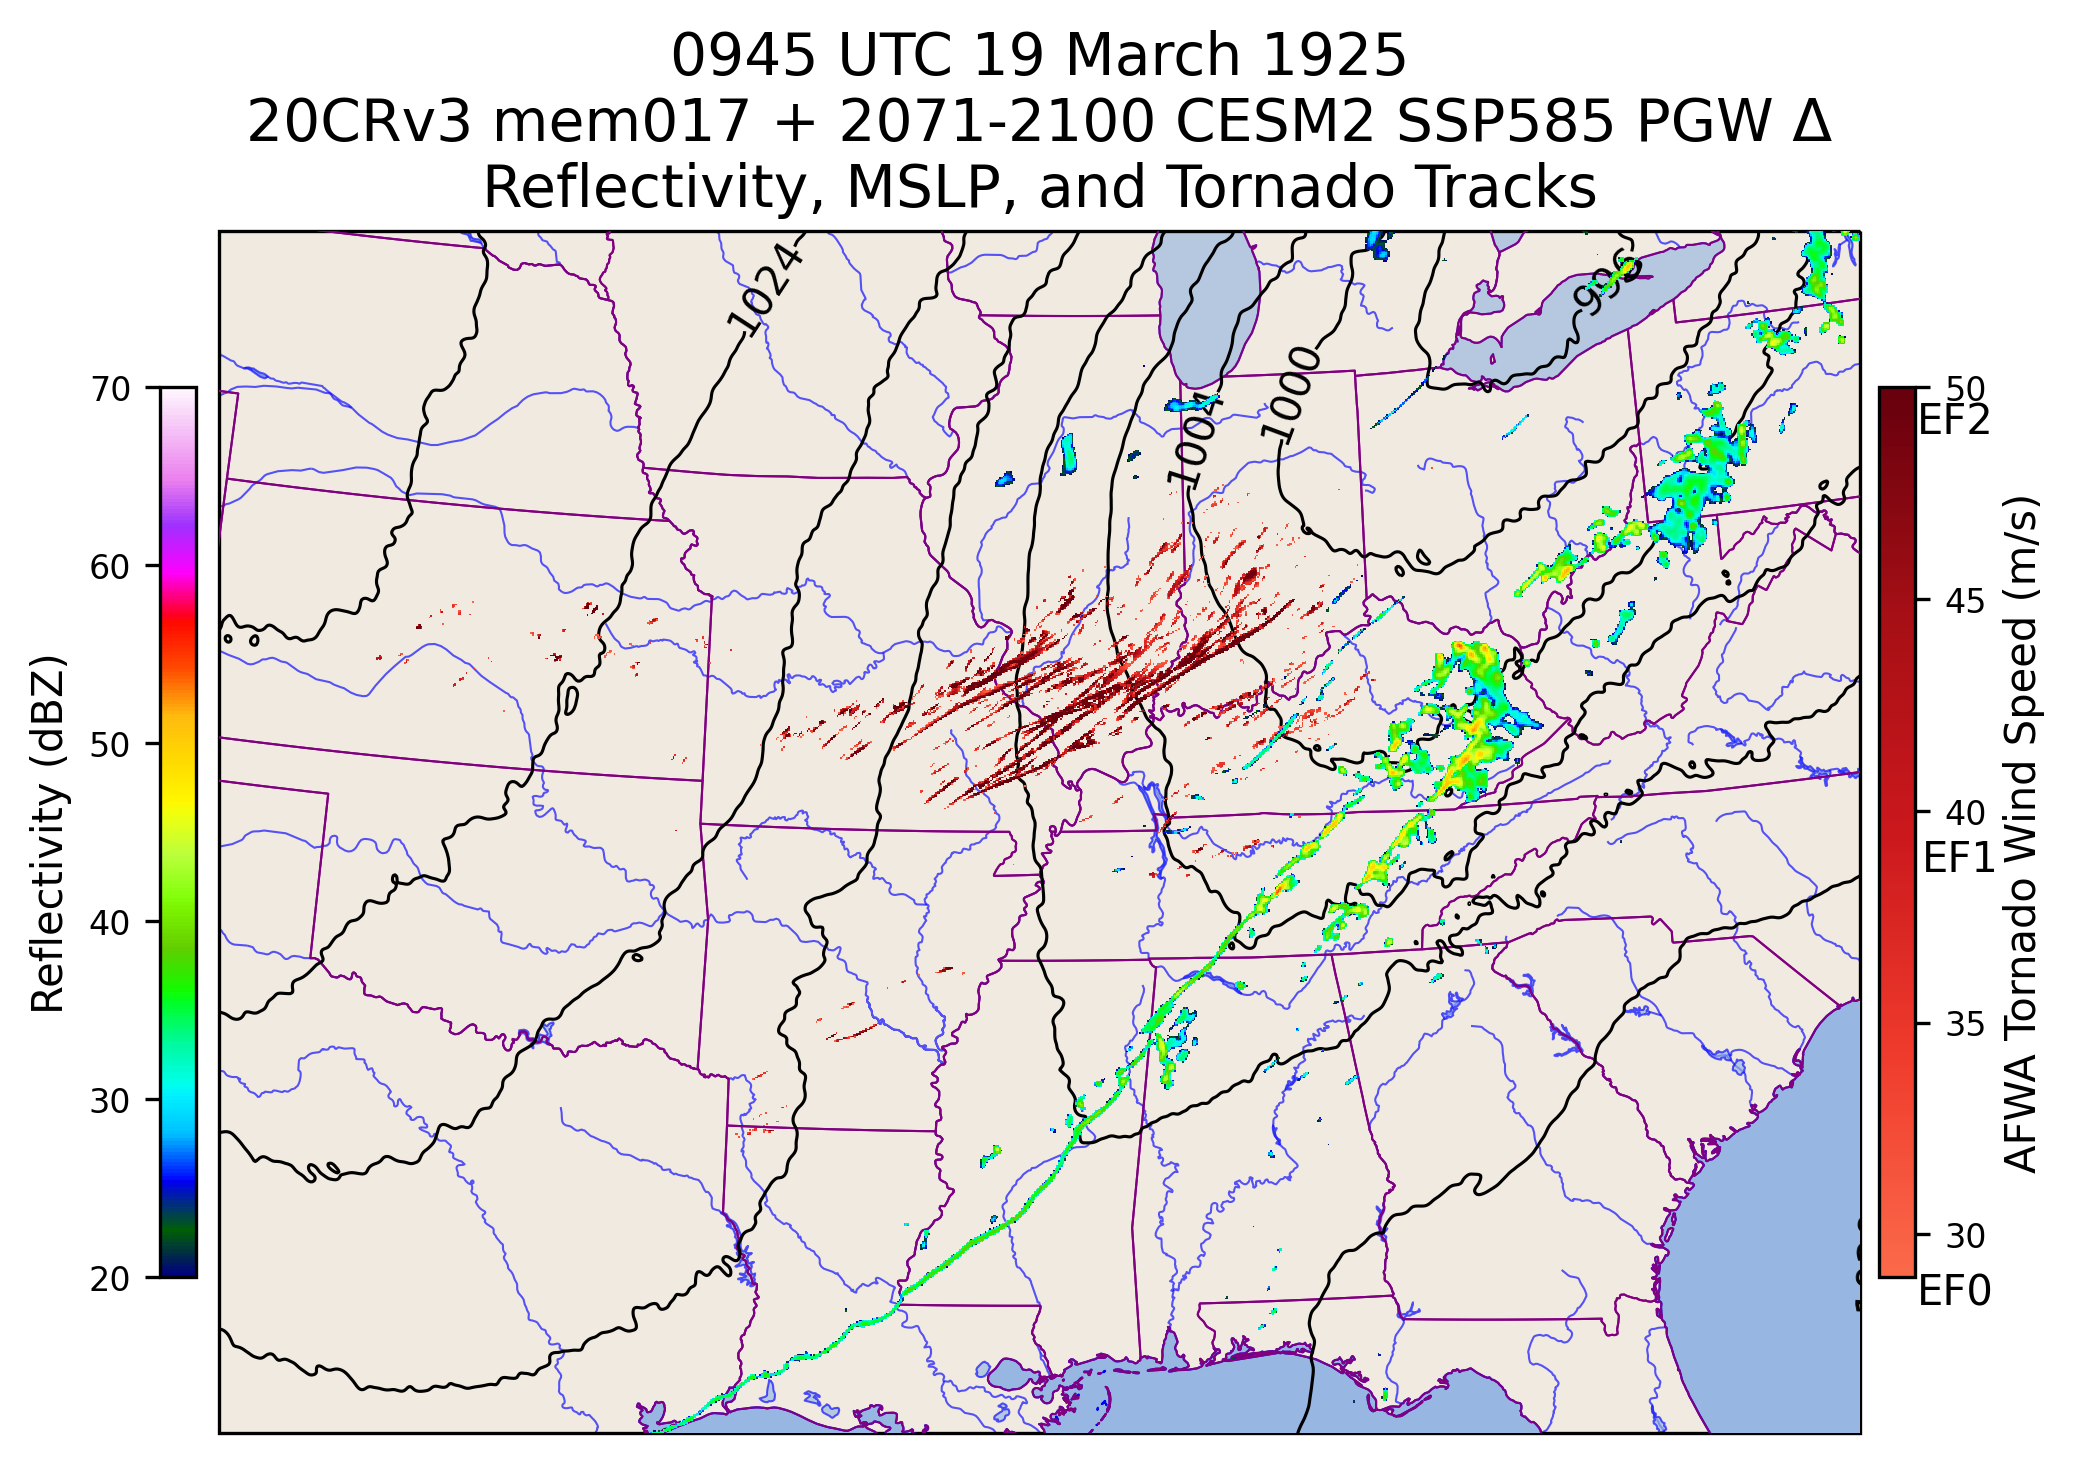 0945 UTC 19 March 1925
20CRv3 mem017 + 2071-2100 CESM2 SSP585 PGW Δ
Reflectivity, MSLP, and Tornado Tracks
1024
996
1000
1004
70
60
50
40
30
20
Reflectivity (dBZ)
50
EF2
45
40
EF1
35
30
EF0
AFWA Tornado Wind Speed (m/s)